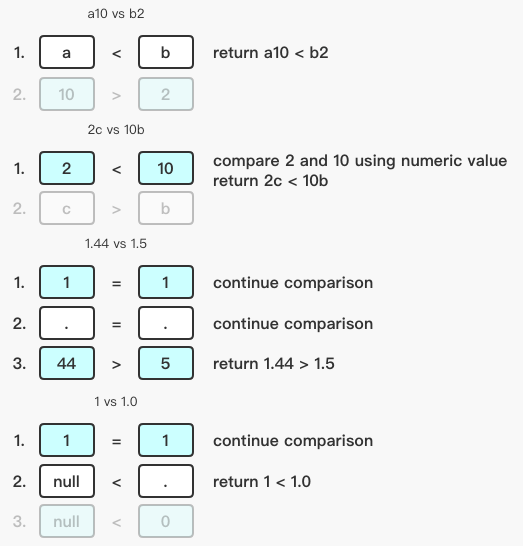 a10 vs b2
1. a < b return a10 < b2
2. 10 > 2
2c vs 10b
1. 2 < 10 compare 2 and 10 using numeric value
return 2c < 10b
2. c > b
1.44 vs 1.5
1. 1 = 1 continue comparison
2. . = . continue comparison
3. 44 > 5 return 1.44 > 1.5
1 vs 1.0
1. 1 = 1 continue comparison
2. null < . return 1 < 1.0
3. null < 0